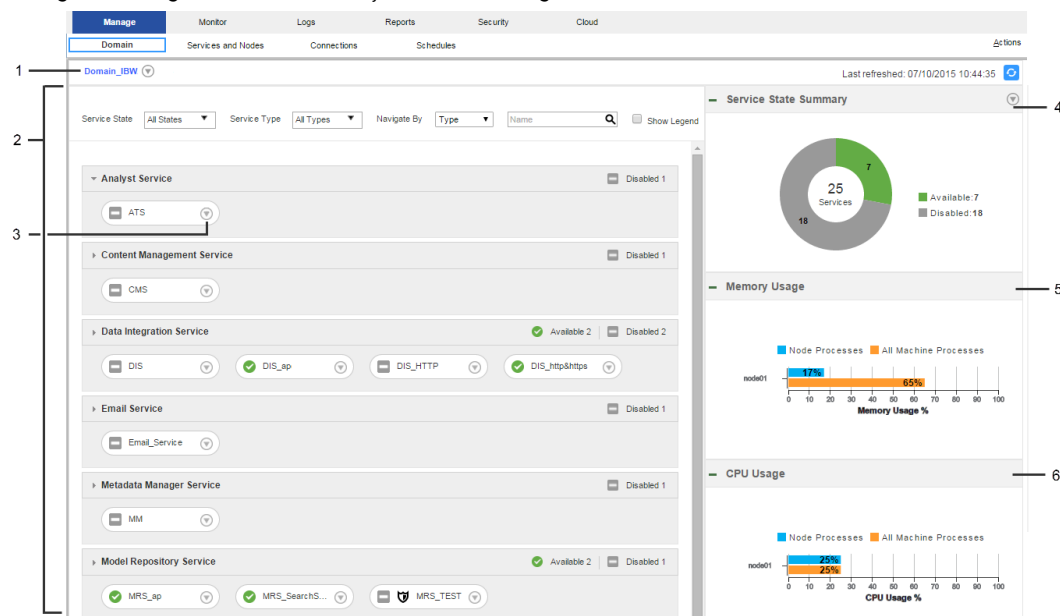 Manage Monitor Logs Reports Security Cloud
Domain Services and Nodes Connections Schedules Actions
1 Domain_IBW Last refreshed: 07/10/2015 10:44:35
2
Service State All States Service Type All Types Navigate By Type Name Show Legend
Analyst Service Disabled 1
ATS
3
Content Management Service Disabled 1
CMS
Data Integration Service Available 2 Disabled 2
DIS DIS_ap DIS_HTTP DIS_http&https
Email Service Disabled 1
Email_Service
Metadata Manager Service Disabled 1
MM
Model Repository Service Available 2 Disabled 1
MRS_ap MRS_SearchS... MRS_TEST
Service State Summary 4
7
25
Services
18
Available:7
Disabled:18
Memory Usage 5
Node Processes All Machine Processes
node01 17%
65%
0 10 20 30 40 50 60 70 80 90 100
Memory Usage %
CPU Usage 6
Node Processes All Machine Processes
node01 25%
25%
0 10 20 30 40 50 60 70 80 90 100
CPU Usage %